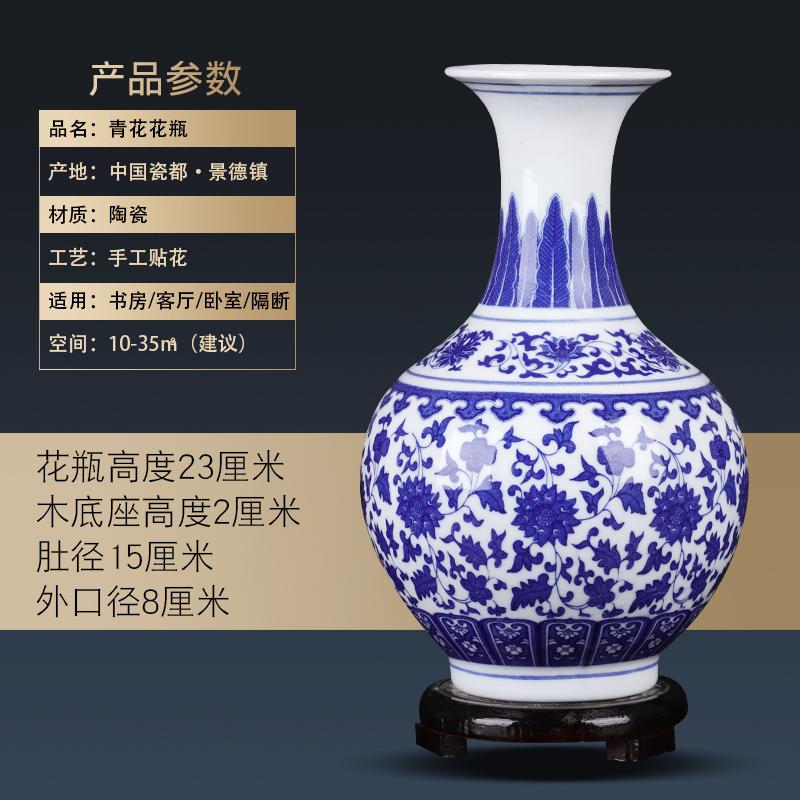 产品参数
品名：青花花瓶
产地：中国瓷都·景德镇
材质：陶瓷
工艺：手工贴花
适用：书房/客厅/卧室/隔断
空间：10-35㎡（建议）
花瓶高度23厘米
木底座高度2厘米
肚径15厘米
外口径8厘米